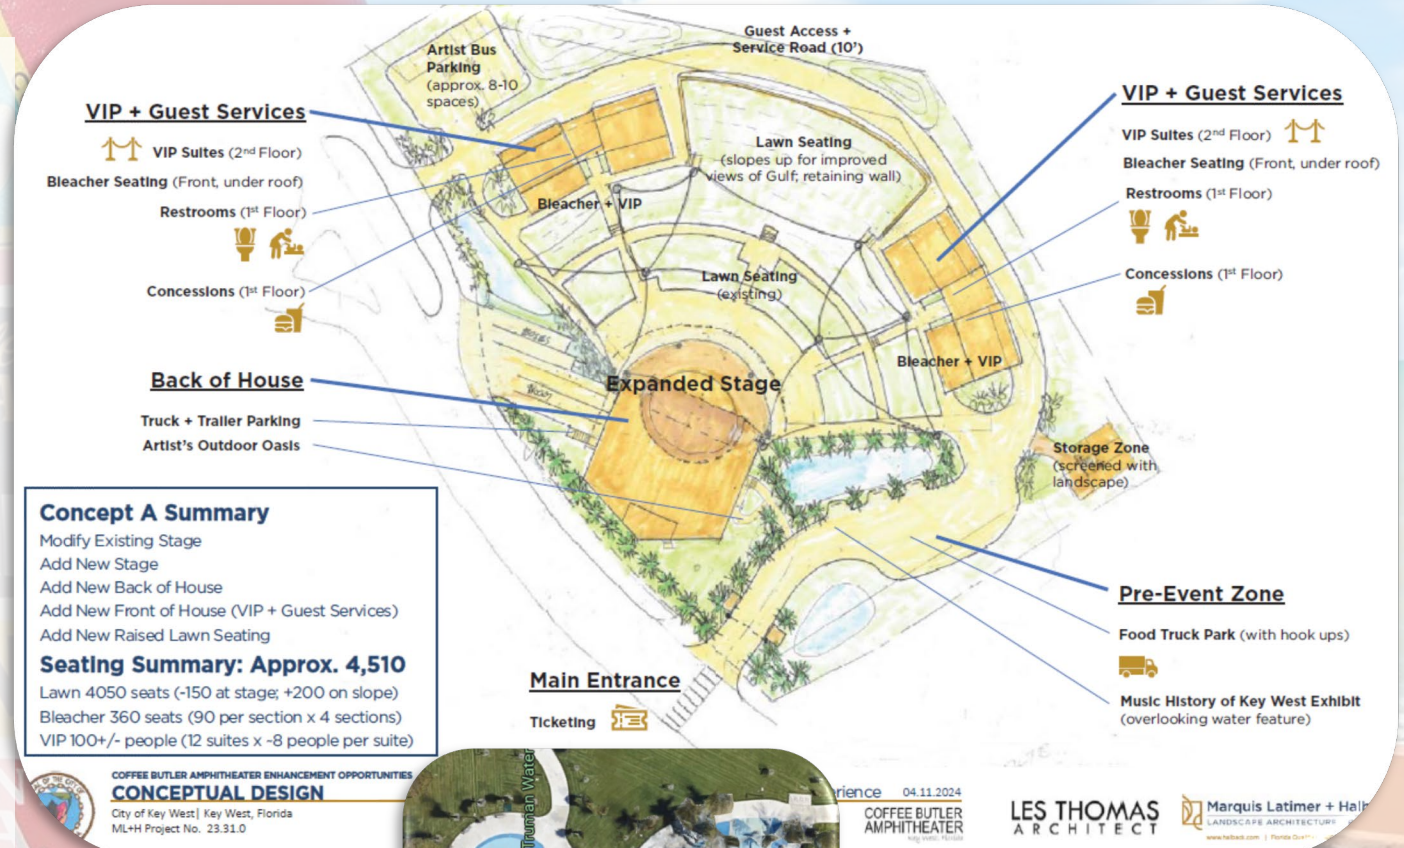 Artist Bus
Parking
(approx. 8-10
spaces)
Guest Access +
Service Road (10')
VIP + Guest Services
VIP Suites (2nd Floor)
Bleacher Seating (Front, under roof)
Restrooms (1st Floor)
Concessions (1st Floor)
Back of House
Truck + Trailer Parking
Artist's Outdoor Oasis
Lawn Seating
(slopes up for improved
views of Gulf; retaining wall)
Bleacher + VIP
Lawn Seating
(existing)
Bleacher + VIP
Expanded Stage
VIP + Guest Services
VIP Suites (2nd Floor)
Bleacher Seating (Front, under roof)
Restrooms (1st Floor)
Concessions (1st Floor)
Storage Zone
(screened with
landscape)
Pre-Event Zone
Food Truck Park (with hook ups)
Music History of Key West Exhibit
(overlooking water feature)
Main Entrance
Ticketing
Concept A Summary
Modify Existing Stage
Add New Stage
Add New Back of House
Add New Front of House (VIP + Guest Services)
Add New Raised Lawn Seating
Seating Summary: Approx. 4,510
Lawn 4050 seats (-150 at stage; +200 on slope)
Bleacher 360 seats (90 per section x 4 sections)
VIP 100+/- people (12 suites x ~8 people per suite)
COFFEE BUTLER AMPHITHEATER ENHANCEMENT OPPORTUNITIES
CONCEPTUAL DESIGN
City of Key West| Key West, Florida
ML+H Project No. 23.31.0
Truman Water
erience 04.11.2024
COFFEE BUTLER
AMPHITHEATER
Key West, Florida
LES THOMAS
ARCHITECT
Marquis Latimer + Halb
LANDSCAPE ARCHITECTURE
www.halback.com